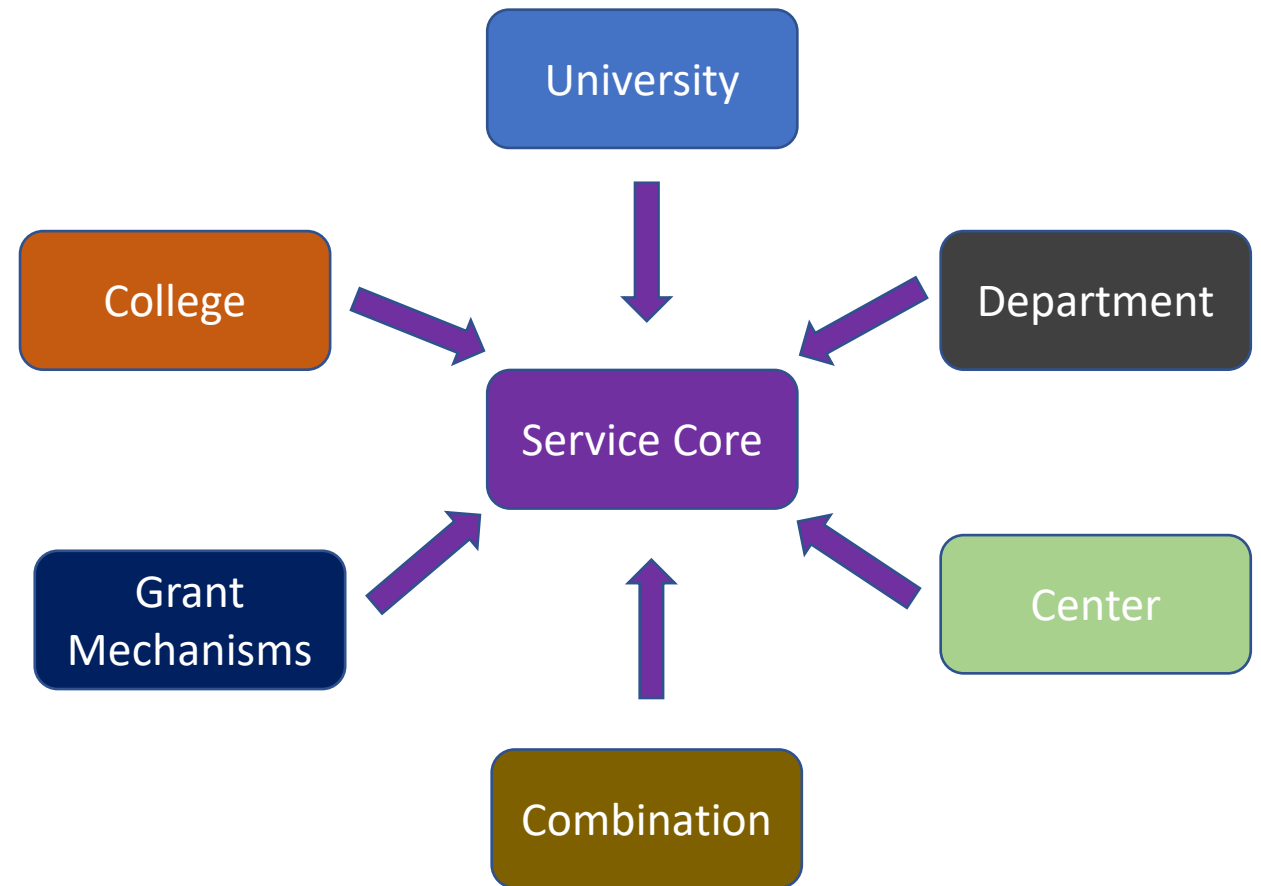 University
College
Department
Service Core
Grant
Mechanisms
Center
Combination